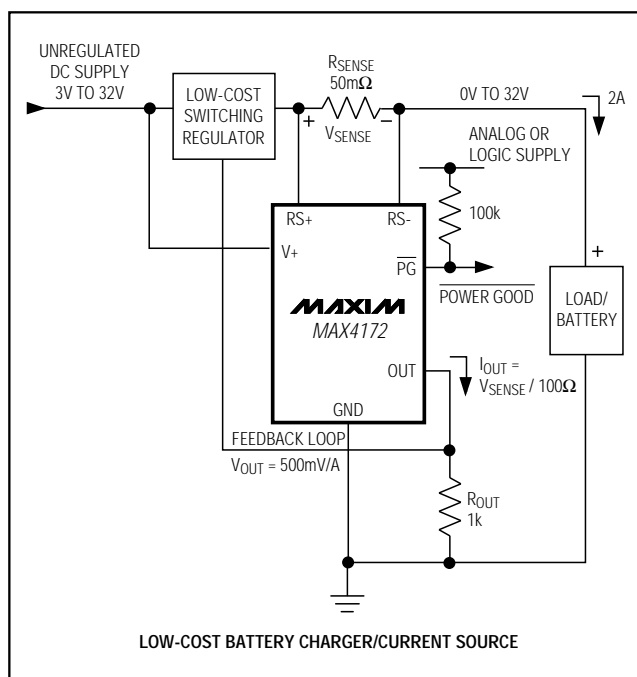 UNREGULATED
DC SUPPLY
3V TO 32V
LOW-COST
SWITCHING
REGULATOR
RSENSE
50mΩ
+
VSENSE
−
0V TO 32V
2A
ANALOG OR
LOGIC SUPPLY
100k
RS+
RS-
V+
PG
POWER GOOD
MAXIM
MAX4172
+
LOAD/
BATTERY
OUT
IOUT =
VSENSE / 100Ω
GND
FEEDBACK LOOP
VOUT = 500mV/A
ROUT
1k
LOW-COST BATTERY CHARGER/CURRENT SOURCE